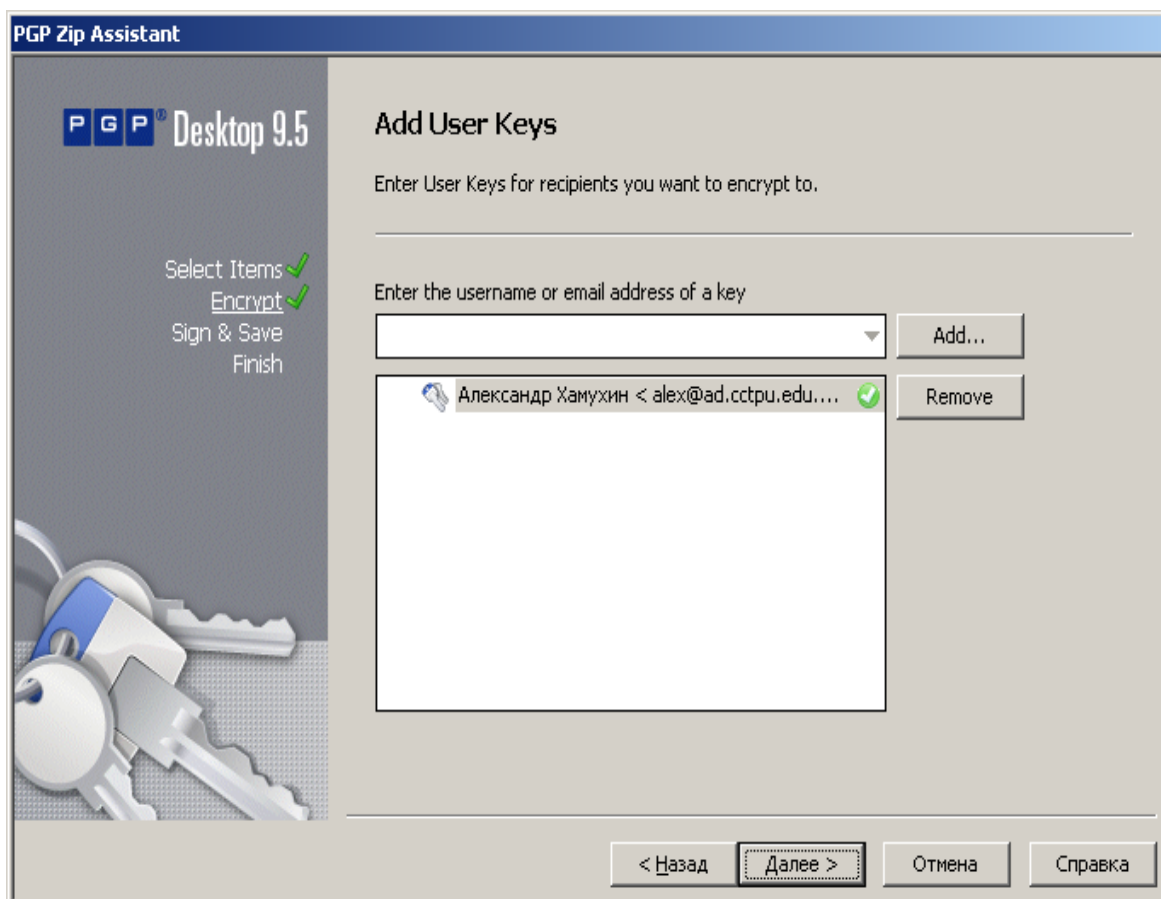 PGP Zip Assistant
PGP® Desktop 9.5
Select Items
Encrypt
Sign & Save
Finish
Add User Keys
Enter User Keys for recipients you want to encrypt to.
Enter the username or email address of a key
Add...
Александр Хамухин < alex@ad.cctpu.edu....
Remove
< Назад
Далее >
Отмена
Справка